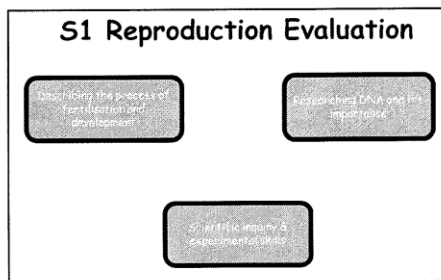 S1 Reproduction Evaluation
Describing the process of
fertilisation and
development
Researching DNA and its
importance
Scientific inquiry &
experimental skills